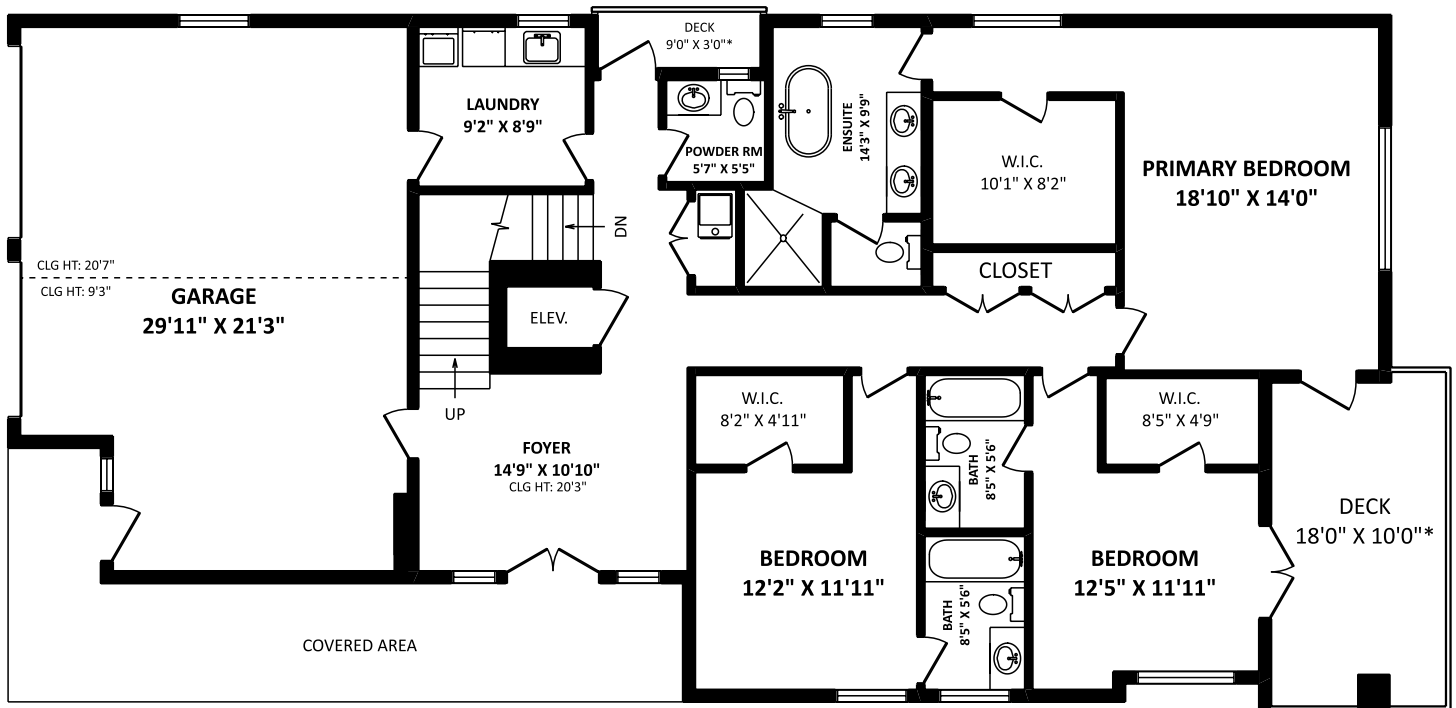 DECK
9'0" X 3'0"*
LAUNDRY
9'2" X 8'9"
POWDER RM
5'7" X 5'5"
ENSUITE
14'3" X 9'9"
W.I.C.
10'1" X 8'2"
PRIMARY BEDROOM
18'10" X 14'0"
DN
CLG HT: 20'7"
CLG HT: 9'3"
GARAGE
29'11" X 21'3"
ELEV.
CLOSET
UP
W.I.C.
8'2" X 4'11"
W.I.C.
8'5" X 4'9"
FOYER
14'9" X 10'10"
CLG HT: 20'3"
BATH
8'5" X 5'6"
DECK
18'0" X 10'0"*
BEDROOM
12'2" X 11'11"
BEDROOM
12'5" X 11'11"
BATH
8'5" X 5'6"
COVERED AREA